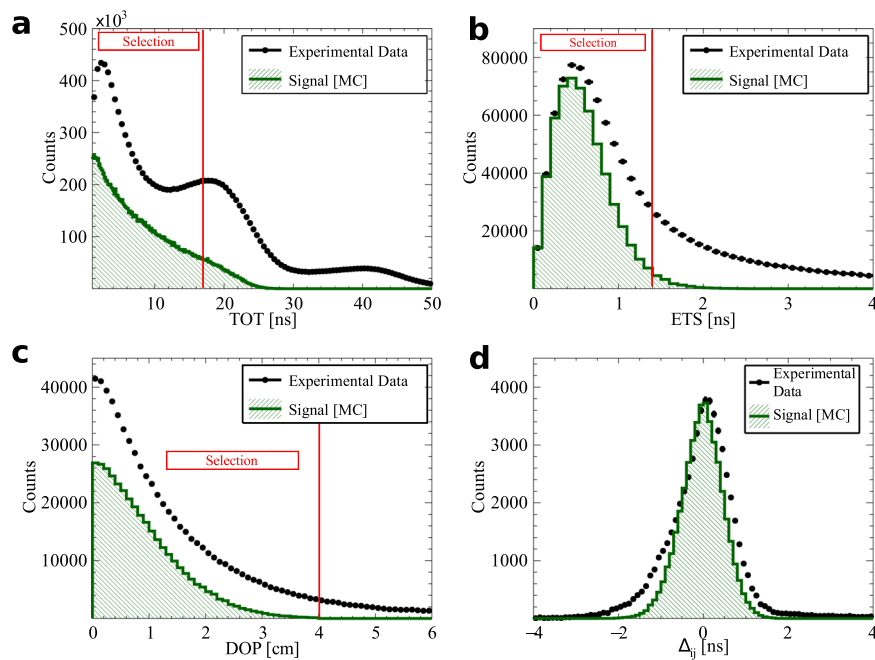 a
500
×10³
Selection
Experimental Data
Signal [MC]
400
300
200
100
Counts
10
20
30
40
50
TOT [ns]
b
80000
Selection
Experimental Data
Signal [MC]
60000
40000
20000
Counts
0
1
2
3
4
ETS [ns]
c
40000
Experimental Data
Signal [MC]
30000
Selection
20000
10000
Counts
0
1
2
3
4
5
6
DOP [cm]
d
4000
Experimental
Data
Signal [MC]
3000
2000
1000
Counts
−4
−2
0
2
4
Δij [ns]